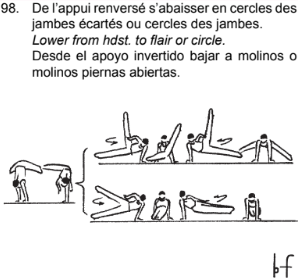 98. De l'appui renversé s'abaisser en cercles des
jambes écartés ou cercles des jambes.
Lower from hdst. to flair or circle.
Desde el apoyo invertido bajar a molinos o
molinos piernas abiertas.